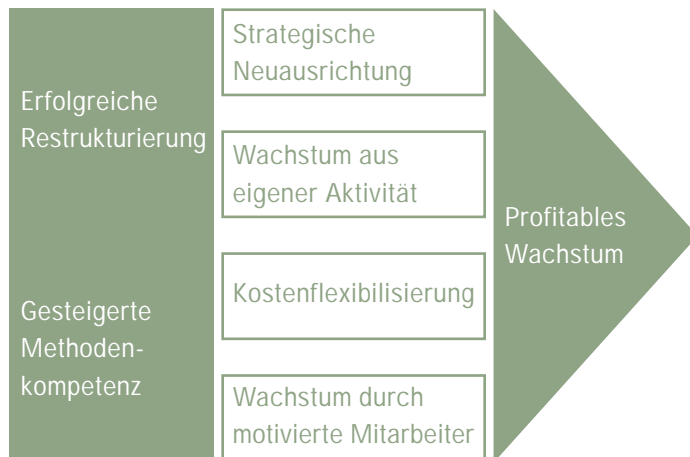 Erfolgreiche
Restrukturierung
Gesteigerte
Methoden-
kompetenz
Strategische
Neuausrichtung
Wachstum aus
eigener Aktivität
Kostenflexibilisierung
Wachstum durch
motivierte Mitarbeiter
Profitables
Wachstum